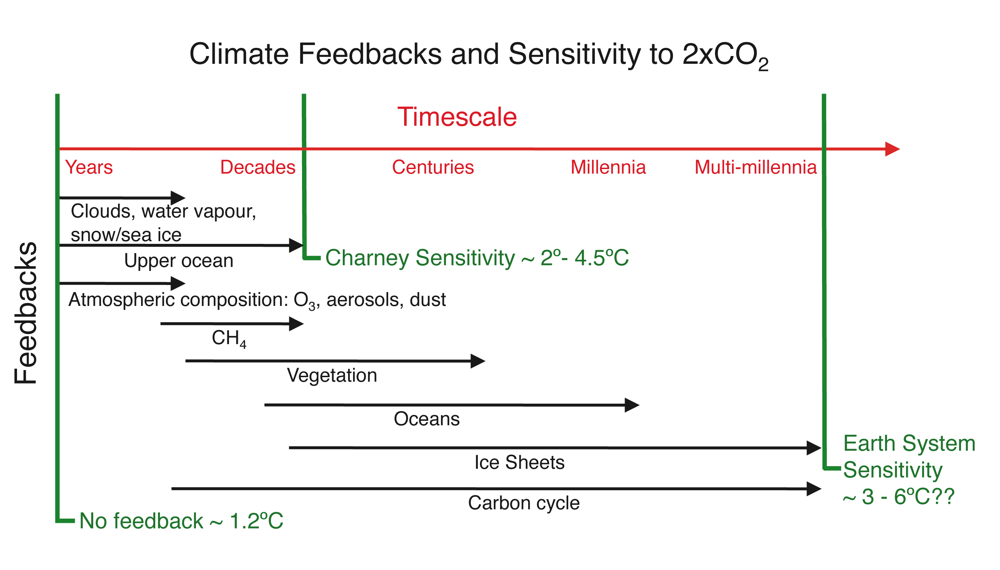 Climate Feedbacks and Sensitivity to 2xCO₂
Timescale
Years Decades Centuries Millennia Multi-millennia
Clouds, water vapour,
snow/sea ice
Upper ocean
Charney Sensitivity ~ 2º- 4.5ºC
Atmospheric composition: O₃, aerosols, dust
CH₄
Vegetation
Oceans
Ice Sheets
Carbon cycle
Feedbacks
Earth System
Sensitivity
~ 3 - 6ºC??
No feedback ~ 1.2ºC